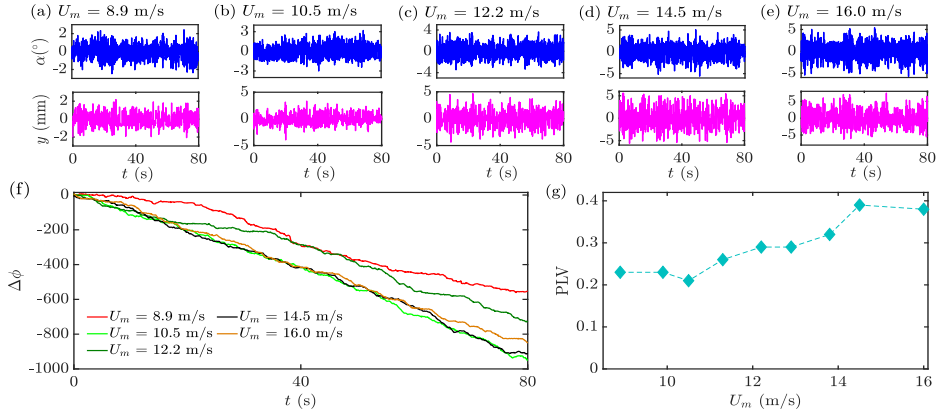 (a) U_m = 8.9 m/s (b) U_m = 10.5 m/s (c) U_m = 12.2 m/s (d) U_m = 14.5 m/s (e) U_m = 16.0 m/s
α(°) 2 0 -2 3 0 -3 4 0 -4 5 0 -5 5 0 -5
y (mm) 2 0 -2 5 0 -5 5 0 -5 5 0 -5 5 0 -5
0 40 80 0 40 80 0 40 80 0 40 80 0 40 80
t (s) t (s) t (s) t (s) t (s)
(f)
Δϕ
0
-200
-400
-600
-800
-1000
U_m = 8.9 m/s U_m = 14.5 m/s
U_m = 10.5 m/s U_m = 16.0 m/s
U_m = 12.2 m/s
0 40 80
t (s)
(g)
PLV
0.4
0.2
0
10 12 14 16
U_m (m/s)